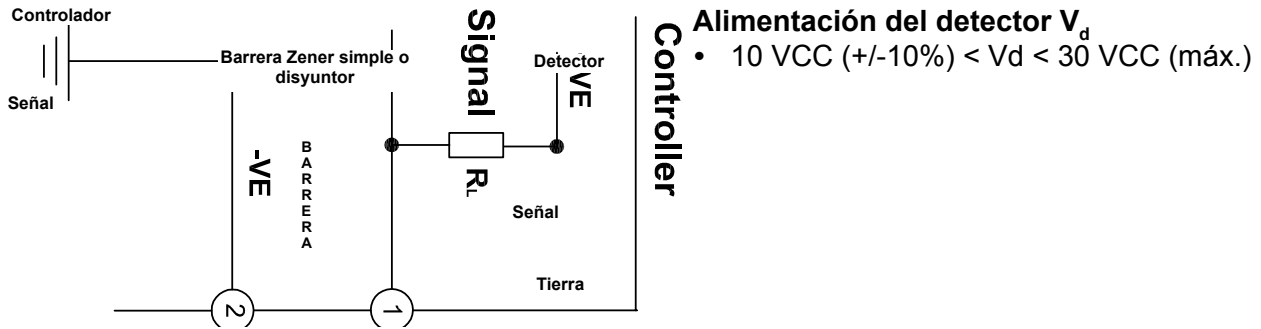 Controlador
Señal
Barrera Zener simple o
disyuntor
-VE
BARRERA
Signal
Detector
VE
RL
Señal
Tierra
2
1
Controller
Alimentación del detector Vd
• 10 VCC (+/-10%) < Vd < 30 VCC (máx.)